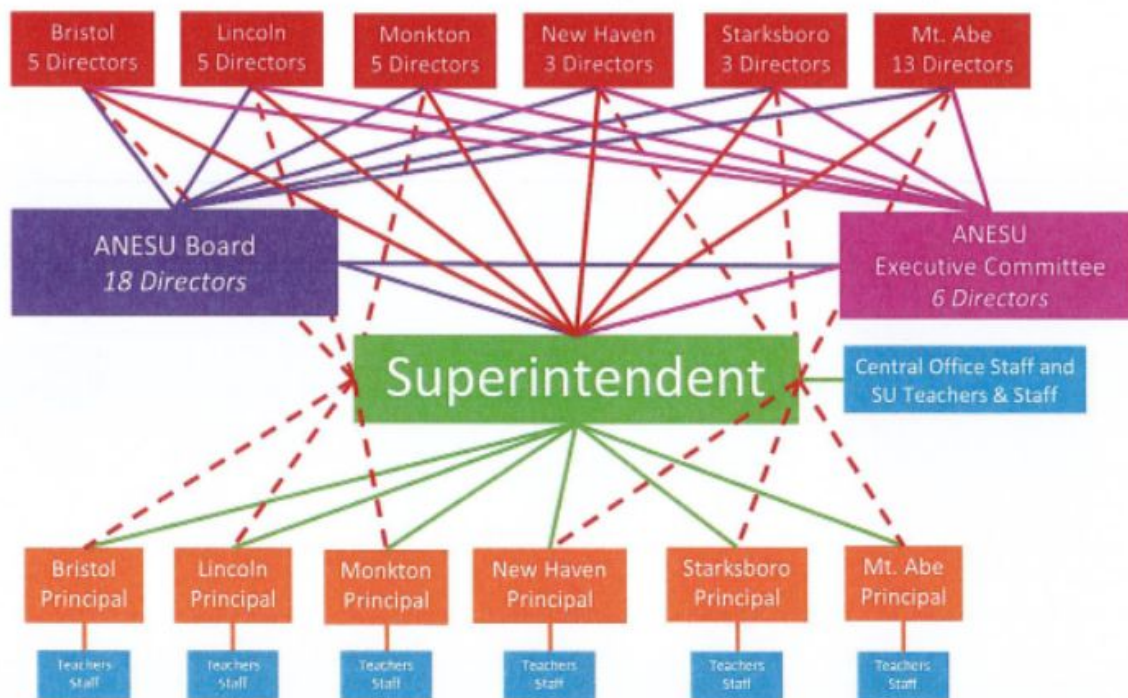 Bristol
5 Directors
Lincoln
5 Directors
Monkton
5 Directors
New Haven
3 Directors
Starksboro
3 Directors
Mt. Abe
13 Directors
ANESU Board
18 Directors
ANESU
Executive Committee
6 Directors
Superintendent
Central Office Staff and
SU Teachers & Staff
Bristol
Principal
Lincoln
Principal
Monkton
Principal
New Haven
Principal
Starksboro
Principal
Mt. Abe
Principal
Teachers
Staff
Teachers
Staff
Teachers
Staff
Teachers
Staff
Teachers
Staff
Teachers
Staff